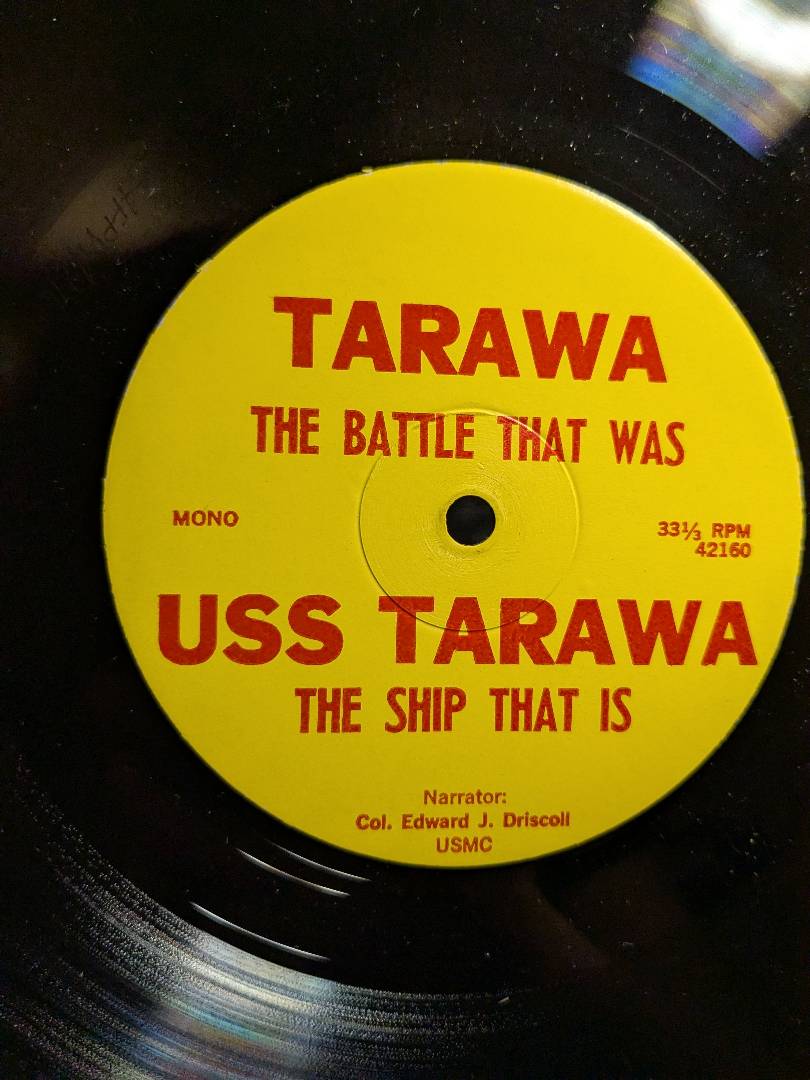 TARAWA
THE BATTLE THAT WAS
MONO
33⅓ RPM
42160
USS TARAWA
THE SHIP THAT IS
Narrator:
Col. Edward J. Driscoll
USMC